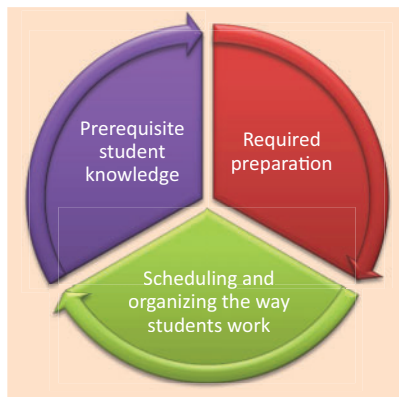 Prerequisite
student
knowledge
Required
preparation
Scheduling and
organizing the way
students work